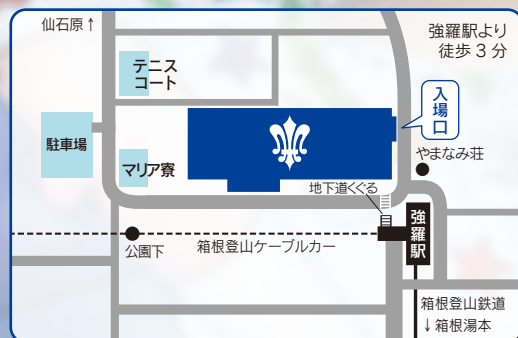 仙石原↑
強羅駅より
徒歩3分
テニス
コート
入場口
駐車場
マリア寮
やまなみ荘
地下道くぐる
強羅駅
公園下
箱根登山ケーブルカー
箱根登山鉄道
↓箱根湯本